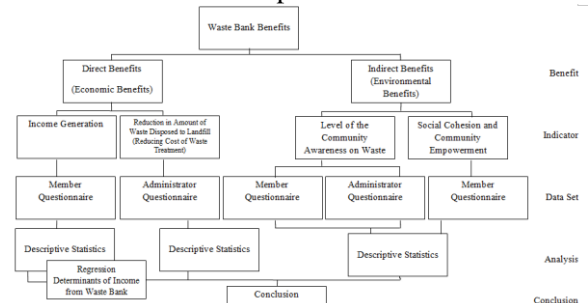 Waste Bank Benefits
Direct Benefits
(Economic Benefits)
Indirect Benefits
(Environmental
Benefits)
Benefit
Income Generation
Reduction in Amount of
Waste Disposed to Landfill
(Reducing Cost of Waste
Treatment)
Level of the
Community
Awareness on Waste
Social Cohesion and
Community
Empowerment
Indicator
Member
Questionnaire
Administrator
Questionnaire
Member
Questionnaire
Administrator
Questionnaire
Member
Questionnaire
Data Set
Descriptive Statistics
Descriptive Statistics
Descriptive Statistics
Analysis
Regression
Determinants of Income
from Waste Bank
Conclusion
Conclusion